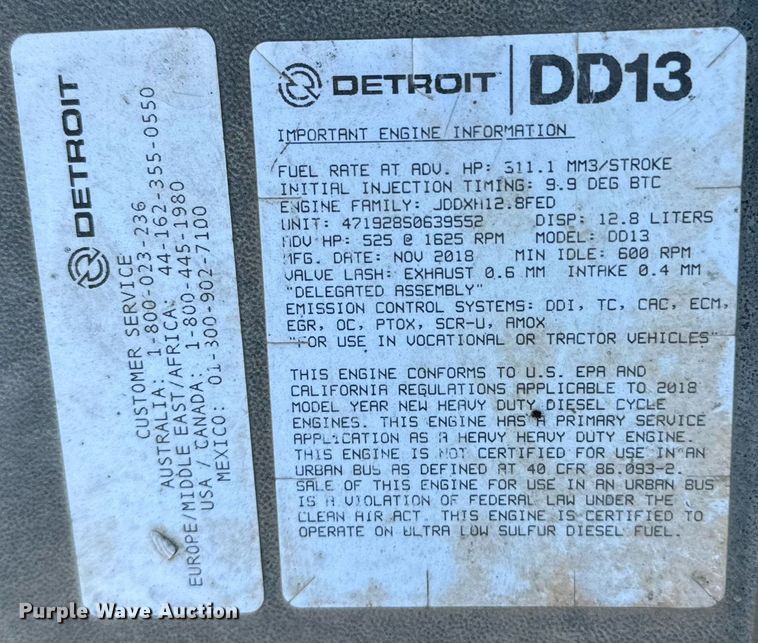 DETROIT
CUSTOMER SERVICE
AUSTRALIA: 1-800-023-236
EUROPE/MIDDLE EAST/AFRICA: 44-162-355-0550
USA / CANADA: 1-800-445-1980
MEXICO: 01-300-902-7100
DETROIT DD13
IMPORTANT ENGINE INFORMATION
FUEL RATE AT ADV. HP: 311.1 MM3/STROKE
INITIAL INJECTION TIMING: 9.9 DEG BTC
ENGINE FAMILY: JDDXH12.8FED
UNIT: 471928S0639552 DISP: 12.8 LITERS
ADV HP: 525 @ 1625 RPM MODEL: DD13
MFG. DATE: NOV 2018 MIN IDLE: 600 RPM
VALVE LASH: EXHAUST 0.6 MM INTAKE 0.4 MM
"DELEGATED ASSEMBLY"
EMISSION CONTROL SYSTEMS: DDI, TC, CAC, ECM,
EGR, OC, PTOX, SCR-U, AMOX
"FOR USE IN VOCATIONAL OR TRACTOR VEHICLES"
THIS ENGINE CONFORMS TO U.S. EPA AND
CALIFORNIA REGULATIONS APPLICABLE TO 2018
MODEL YEAR NEW HEAVY DUTY DIESEL CYCLE
ENGINES. THIS ENGINE HAS A PRIMARY SERVICE
APPLICATION AS A HEAVY HEAVY DUTY ENGINE.
THIS ENGINE IS NOT CERTIFIED FOR USE IN AN
URBAN BUS AS DEFINED AT 40 CFR 86.093-2.
SALE OF THIS ENGINE FOR USE IN AN URBAN BUS
IS A VIOLATION OF FEDERAL LAW UNDER THE
CLEAN AIR ACT. THIS ENGINE IS CERTIFIED TO
OPERATE ON ULTRA LOW SULFUR DIESEL FUEL.
Purple Wave Auction